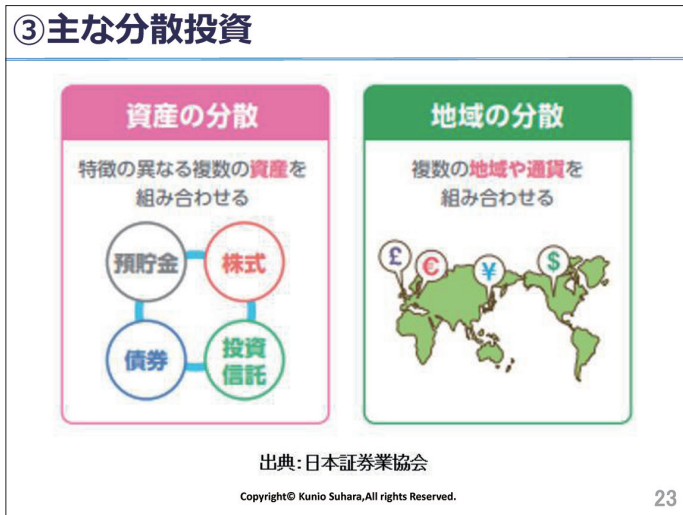 ③主な分散投資
資産の分散
特徴の異なる複数の資産を
組み合わせる
預貯金
株式
債券
投資
信託
地域の分散
複数の地域や通貨を
組み合わせる
£
€
¥
$
出典：日本証券業協会
Copyright© Kunio Suhara,All rights Reserved.
23